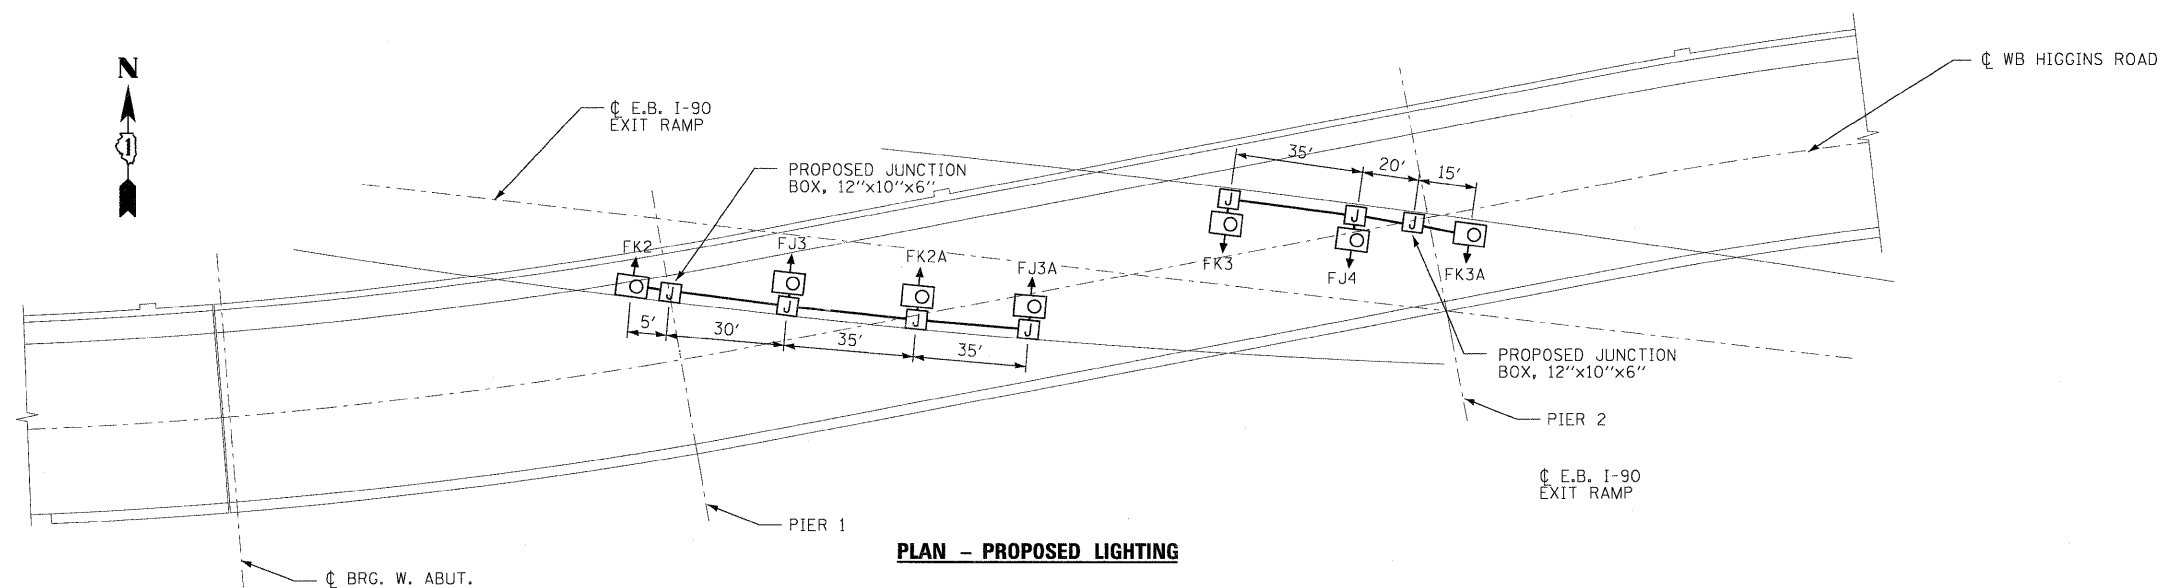 N
1
℄ E.B. I-90
EXIT RAMP
PROPOSED JUNCTION
BOX, 12"x10"x6"
℄ WB HIGGINS ROAD
35'
20'
15'
J
J
J
FK3
FJ4
FK3A
FK2
FJ3
FK2A
FJ3A
J
J
J
J
5'
30'
35'
35'
PROPOSED JUNCTION
BOX, 12"x10"x6"
PIER 2
℄ E.B. I-90
EXIT RAMP
PIER 1
PLAN - PROPOSED LIGHTING
℄ BRG. W. ABUT.